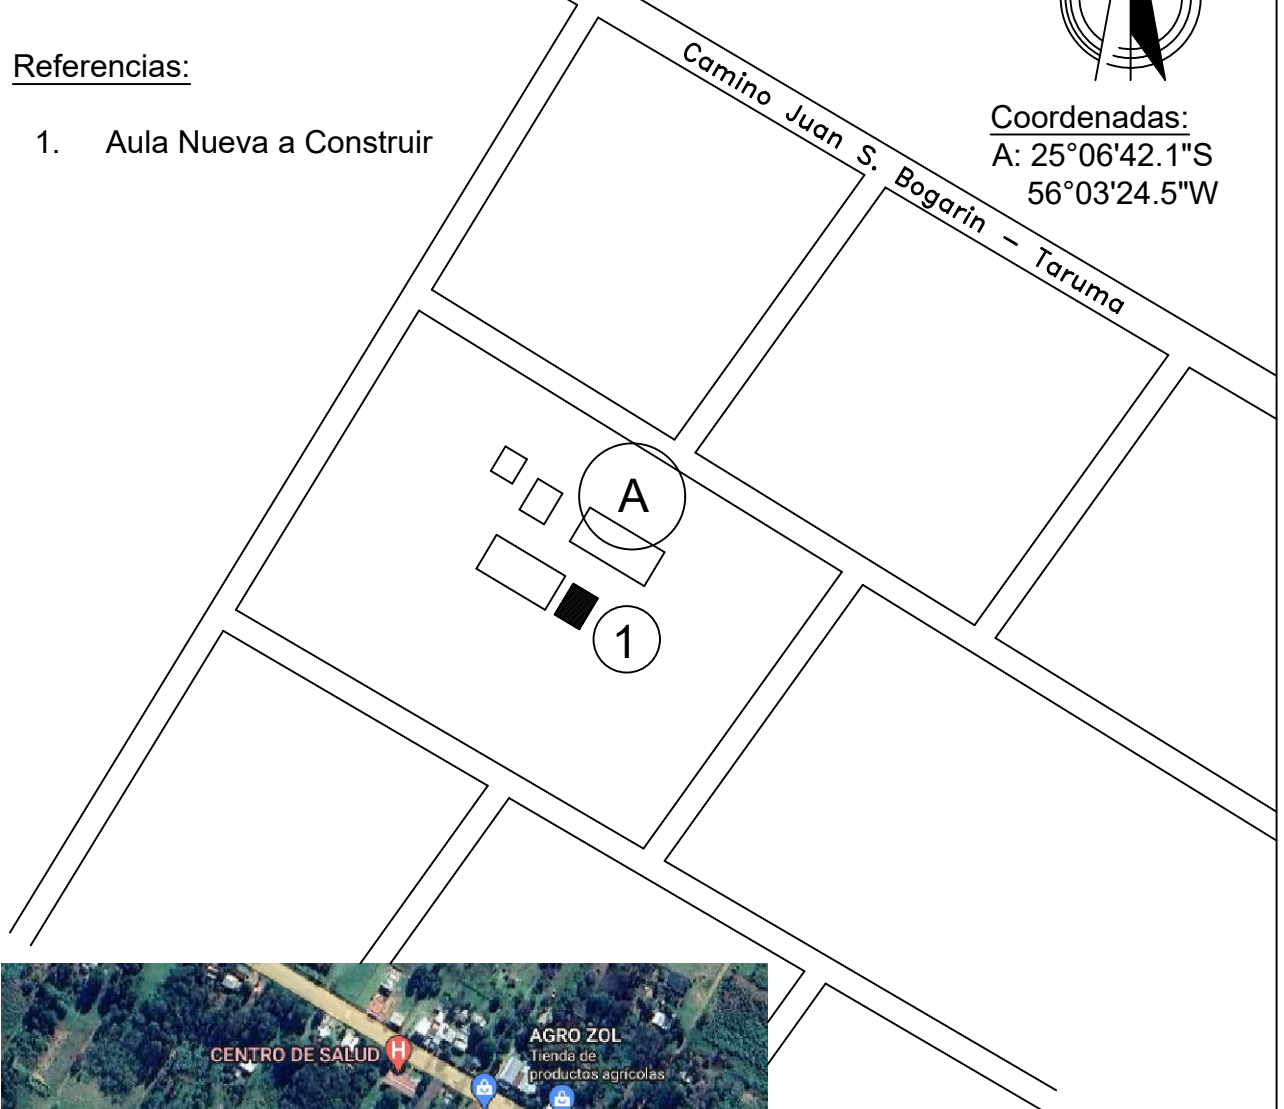 Referencias:
1. Aula Nueva a Construir
Camino Juan S. Bogarin - Taruma
Coordenadas:
A: 25°06'42.1"S
56°03'24.5"W
A
1
CENTRO DE SALUD
H
AGRO ZOL
Tienda de
productos agrícolas